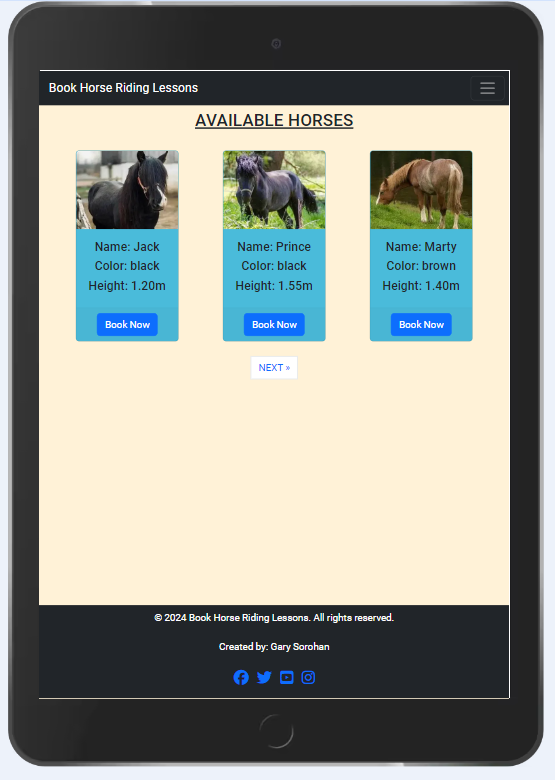 Book Horse Riding Lessons
AVAILABLE HORSES
Name: Jack
Color: black
Height: 1.20m
Book Now
Name: Prince
Color: black
Height: 1.55m
Book Now
Name: Marty
Color: brown
Height: 1.40m
Book Now
NEXT »
© 2024 Book Horse Riding Lessons. All rights reserved.
Created by: Gary Sorohan